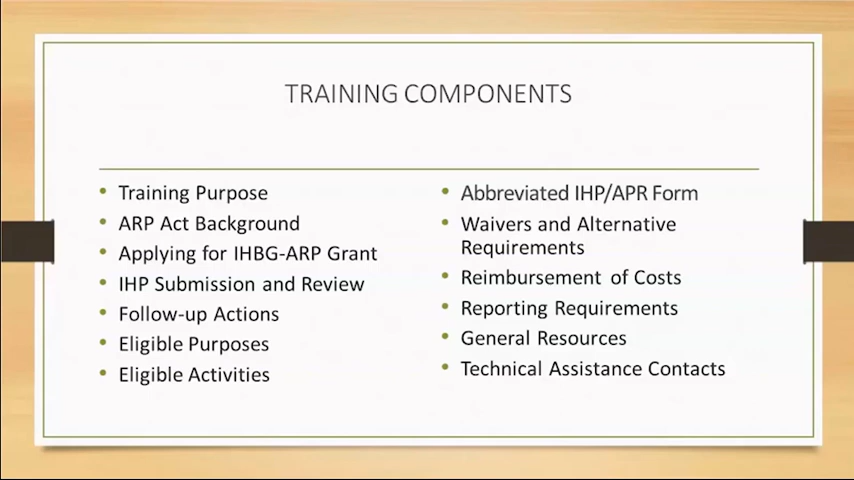 TRAINING COMPONENTS
Training Purpose
ARP Act Background
Applying for IHBG-ARP Grant
IHP Submission and Review
Follow-up Actions
Eligible Purposes
Eligible Activities
Abbreviated IHP/APR Form
Waivers and Alternative
Requirements
Reimbursement of Costs
Reporting Requirements
General Resources
Technical Assistance Contacts